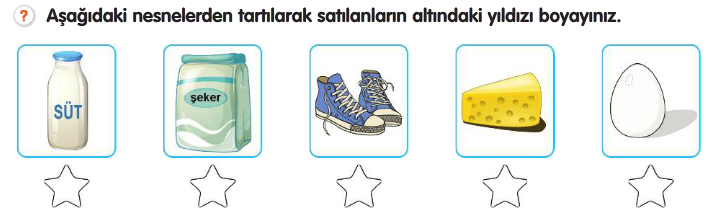 ? Aşağıdaki nesnelerden tartılarak satılanların altındaki yıldızı boyayınız.
SÜT
şeker